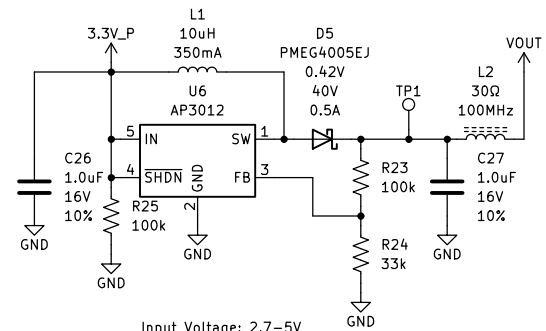 L1
10uH
350mA
3.3V_P
D5
PMEG4005EJ
0.42V
40V
0.5A
VOUT
L2
30Ω
100MHz
TP1
U6
AP3012
5 IN
SW 1
4 SHDN
FB 3
GND
2
C26
1.0uF
16V
10%
R25
100k
R23
100k
C27
1.0uF
16V
10%
R24
33k
GND
GND
GND
GND
GND
Input Voltage: 2.7-5V